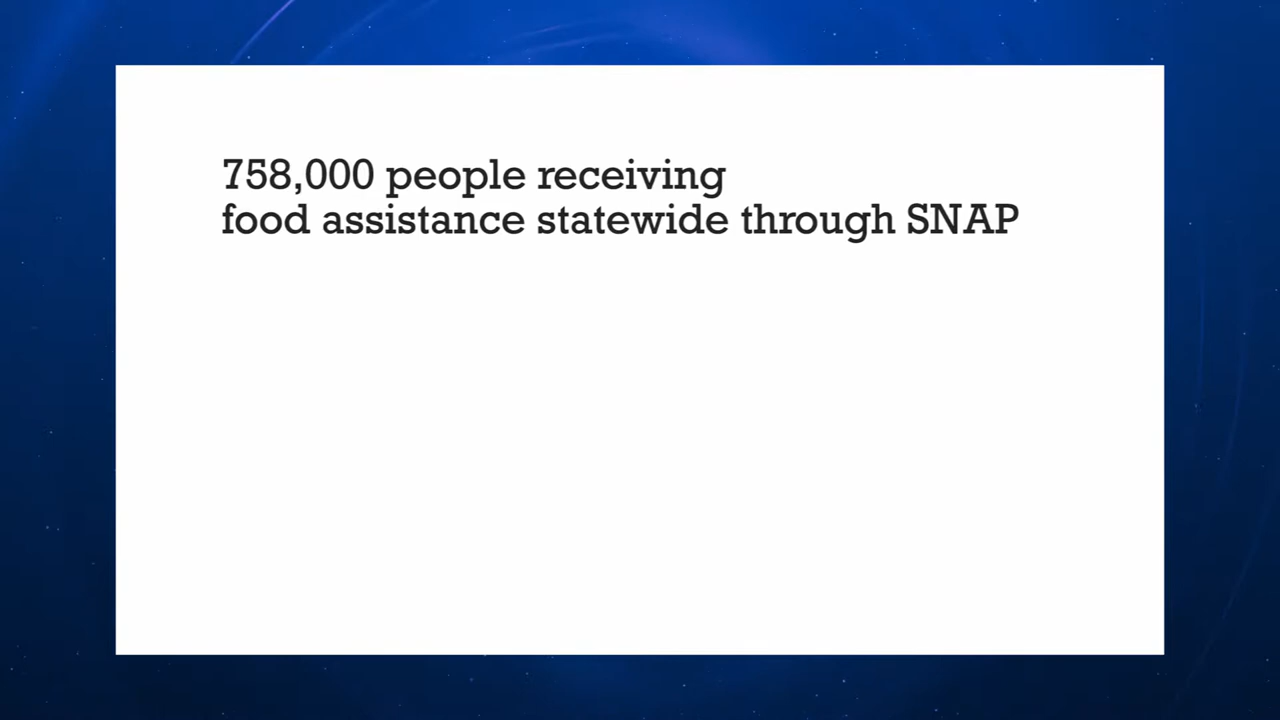 758,000 people receiving
food assistance statewide through SNAP